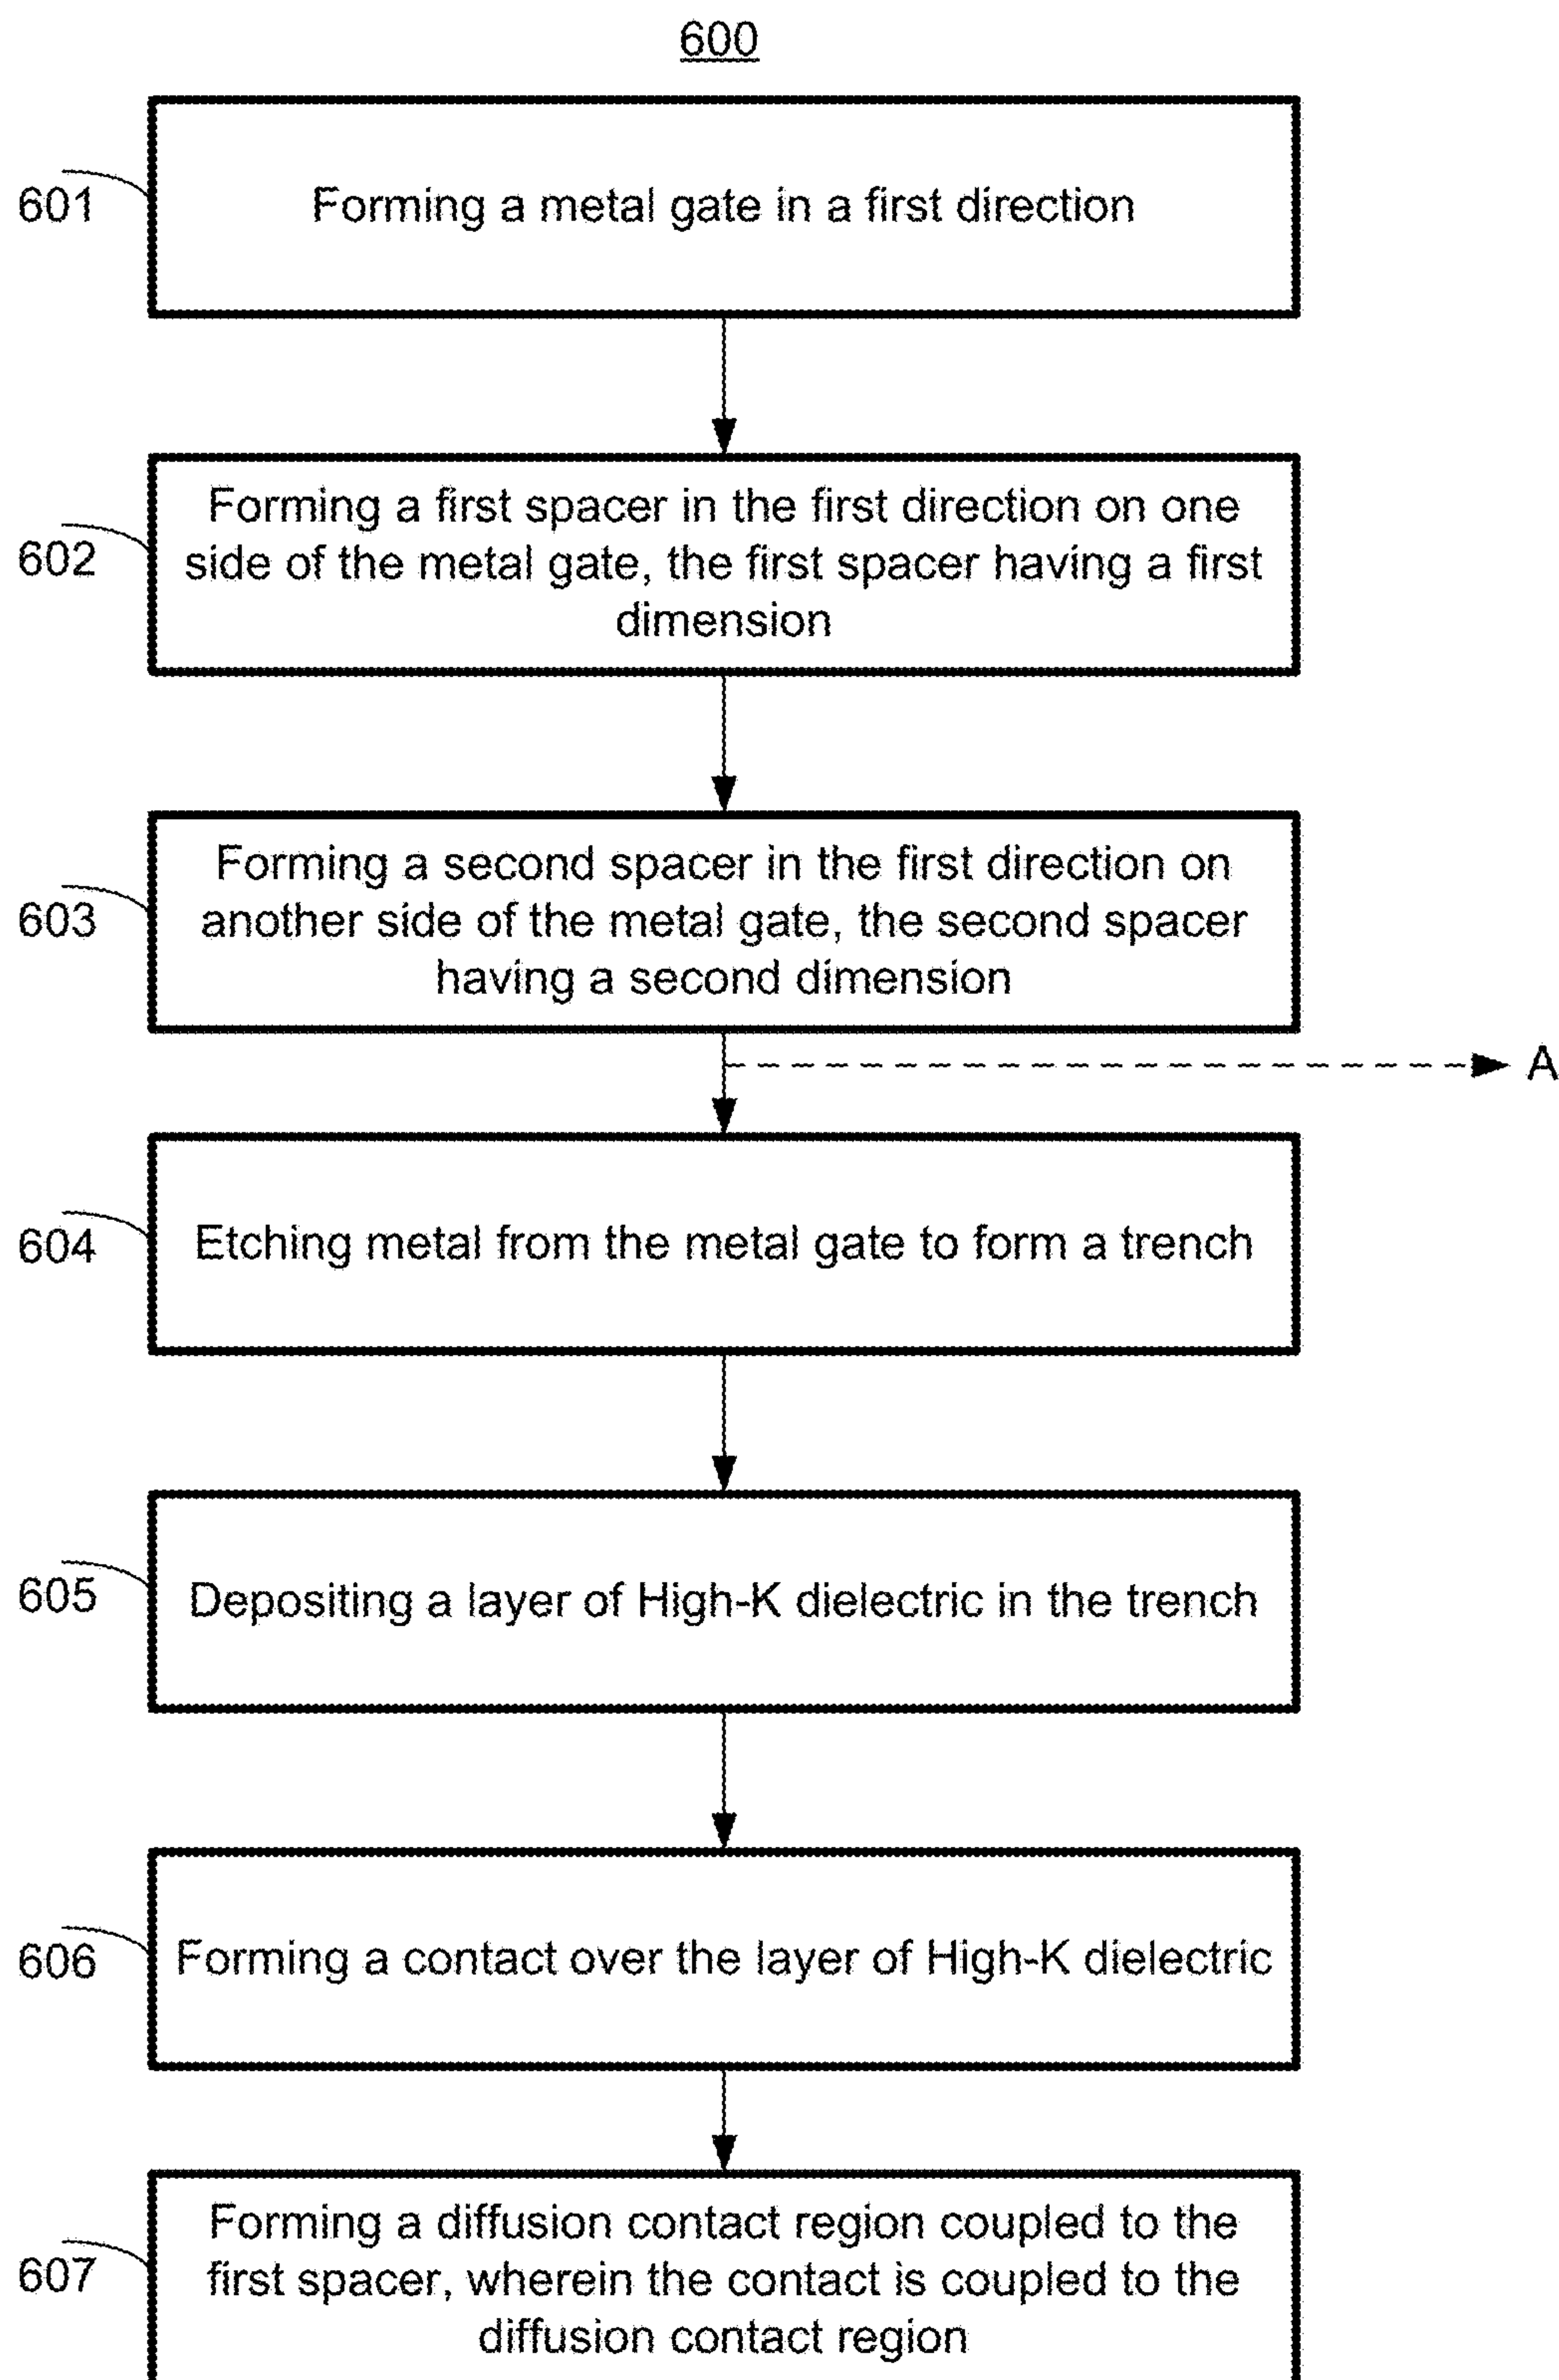 600
601
Forming a metal gate in a first direction
602
Forming a first spacer in the first direction on one
side of the metal gate, the first spacer having a first
dimension
603
Forming a second spacer in the first direction on
another side of the metal gate, the second spacer
having a second dimension
A
604
Etching metal from the metal gate to form a trench
605
Depositing a layer of High-K dielectric in the trench
606
Forming a contact over the layer of High-K dielectric
607
Forming a diffusion contact region coupled to the
first spacer, wherein the contact is coupled to the
diffusion contact region